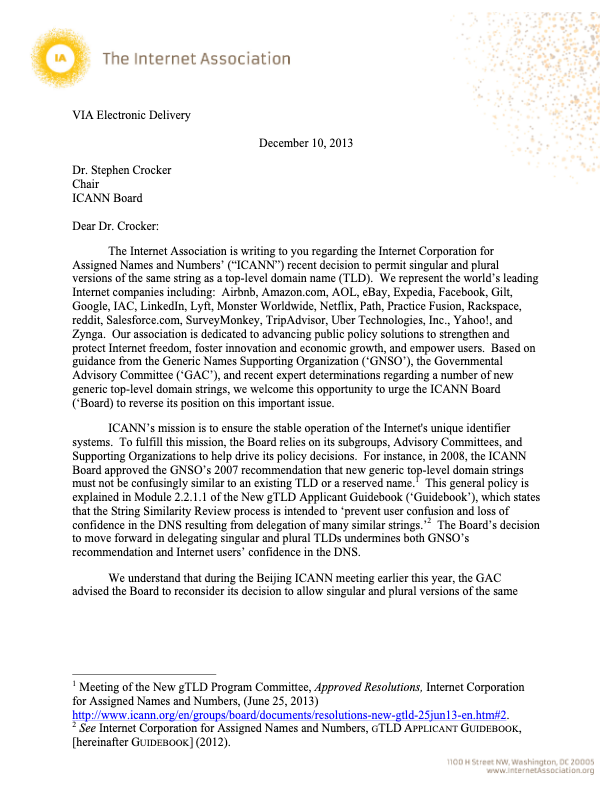 IA
The Internet Association
VIA Electronic Delivery
December 10, 2013
Dr. Stephen Crocker
Chair
ICANN Board
Dear Dr. Crocker:
The Internet Association is writing to you regarding the Internet Corporation for
Assigned Names and Numbers' (“ICANN”) recent decision to permit singular and plural
versions of the same string as a top-level domain name (TLD).  We represent the world's leading
Internet companies including:  Airbnb, Amazon.com, AOL, eBay, Expedia, Facebook, Gilt,
Google, IAC, LinkedIn, Lyft, Monster Worldwide, Netflix, Path, Practice Fusion, Rackspace,
reddit, Salesforce.com, SurveyMonkey, TripAdvisor, Uber Technologies, Inc., Yahoo!, and
Zynga.  Our association is dedicated to advancing public policy solutions to strengthen and
protect Internet freedom, foster innovation and economic growth, and empower users.  Based on
guidance from the Generic Names Supporting Organization (‘GNSO’), the Governmental
Advisory Committee (‘GAC’), and recent expert determinations regarding a number of new
generic top-level domain strings, we welcome this opportunity to urge the ICANN Board
(‘Board) to reverse its position on this important issue.
ICANN’s mission is to ensure the stable operation of the Internet's unique identifier
systems.  To fulfill this mission, the Board relies on its subgroups, Advisory Committees, and
Supporting Organizations to help drive its policy decisions.  For instance, in 2008, the ICANN
Board approved the GNSO’s 2007 recommendation that new generic top-level domain strings
must not be confusingly similar to an existing TLD or a reserved name.1  This general policy is
explained in Module 2.2.1.1 of the New gTLD Applicant Guidebook (‘Guidebook’), which states
that the String Similarity Review process is intended to ‘prevent user confusion and loss of
confidence in the DNS resulting from delegation of many similar strings.’2  The Board’s decision
to move forward in delegating singular and plural TLDs undermines both GNSO’s
recommendation and Internet users’ confidence in the DNS.
We understand that during the Beijing ICANN meeting earlier this year, the GAC
advised the Board to reconsider its decision to allow singular and plural versions of the same
1 Meeting of the New gTLD Program Committee, Approved Resolutions, Internet Corporation
for Assigned Names and Numbers, (June 25, 2013)
http://www.icann.org/en/groups/board/documents/resolutions-new-gtld-25jun13-en.htm#2.
2 See Internet Corporation for Assigned Names and Numbers, GTLD APPLICANT GUIDEBOOK,
[hereinafter GUIDEBOOK] (2012).
1100 H Street NW, Washington, DC 20005
www.InternetAssociation.org